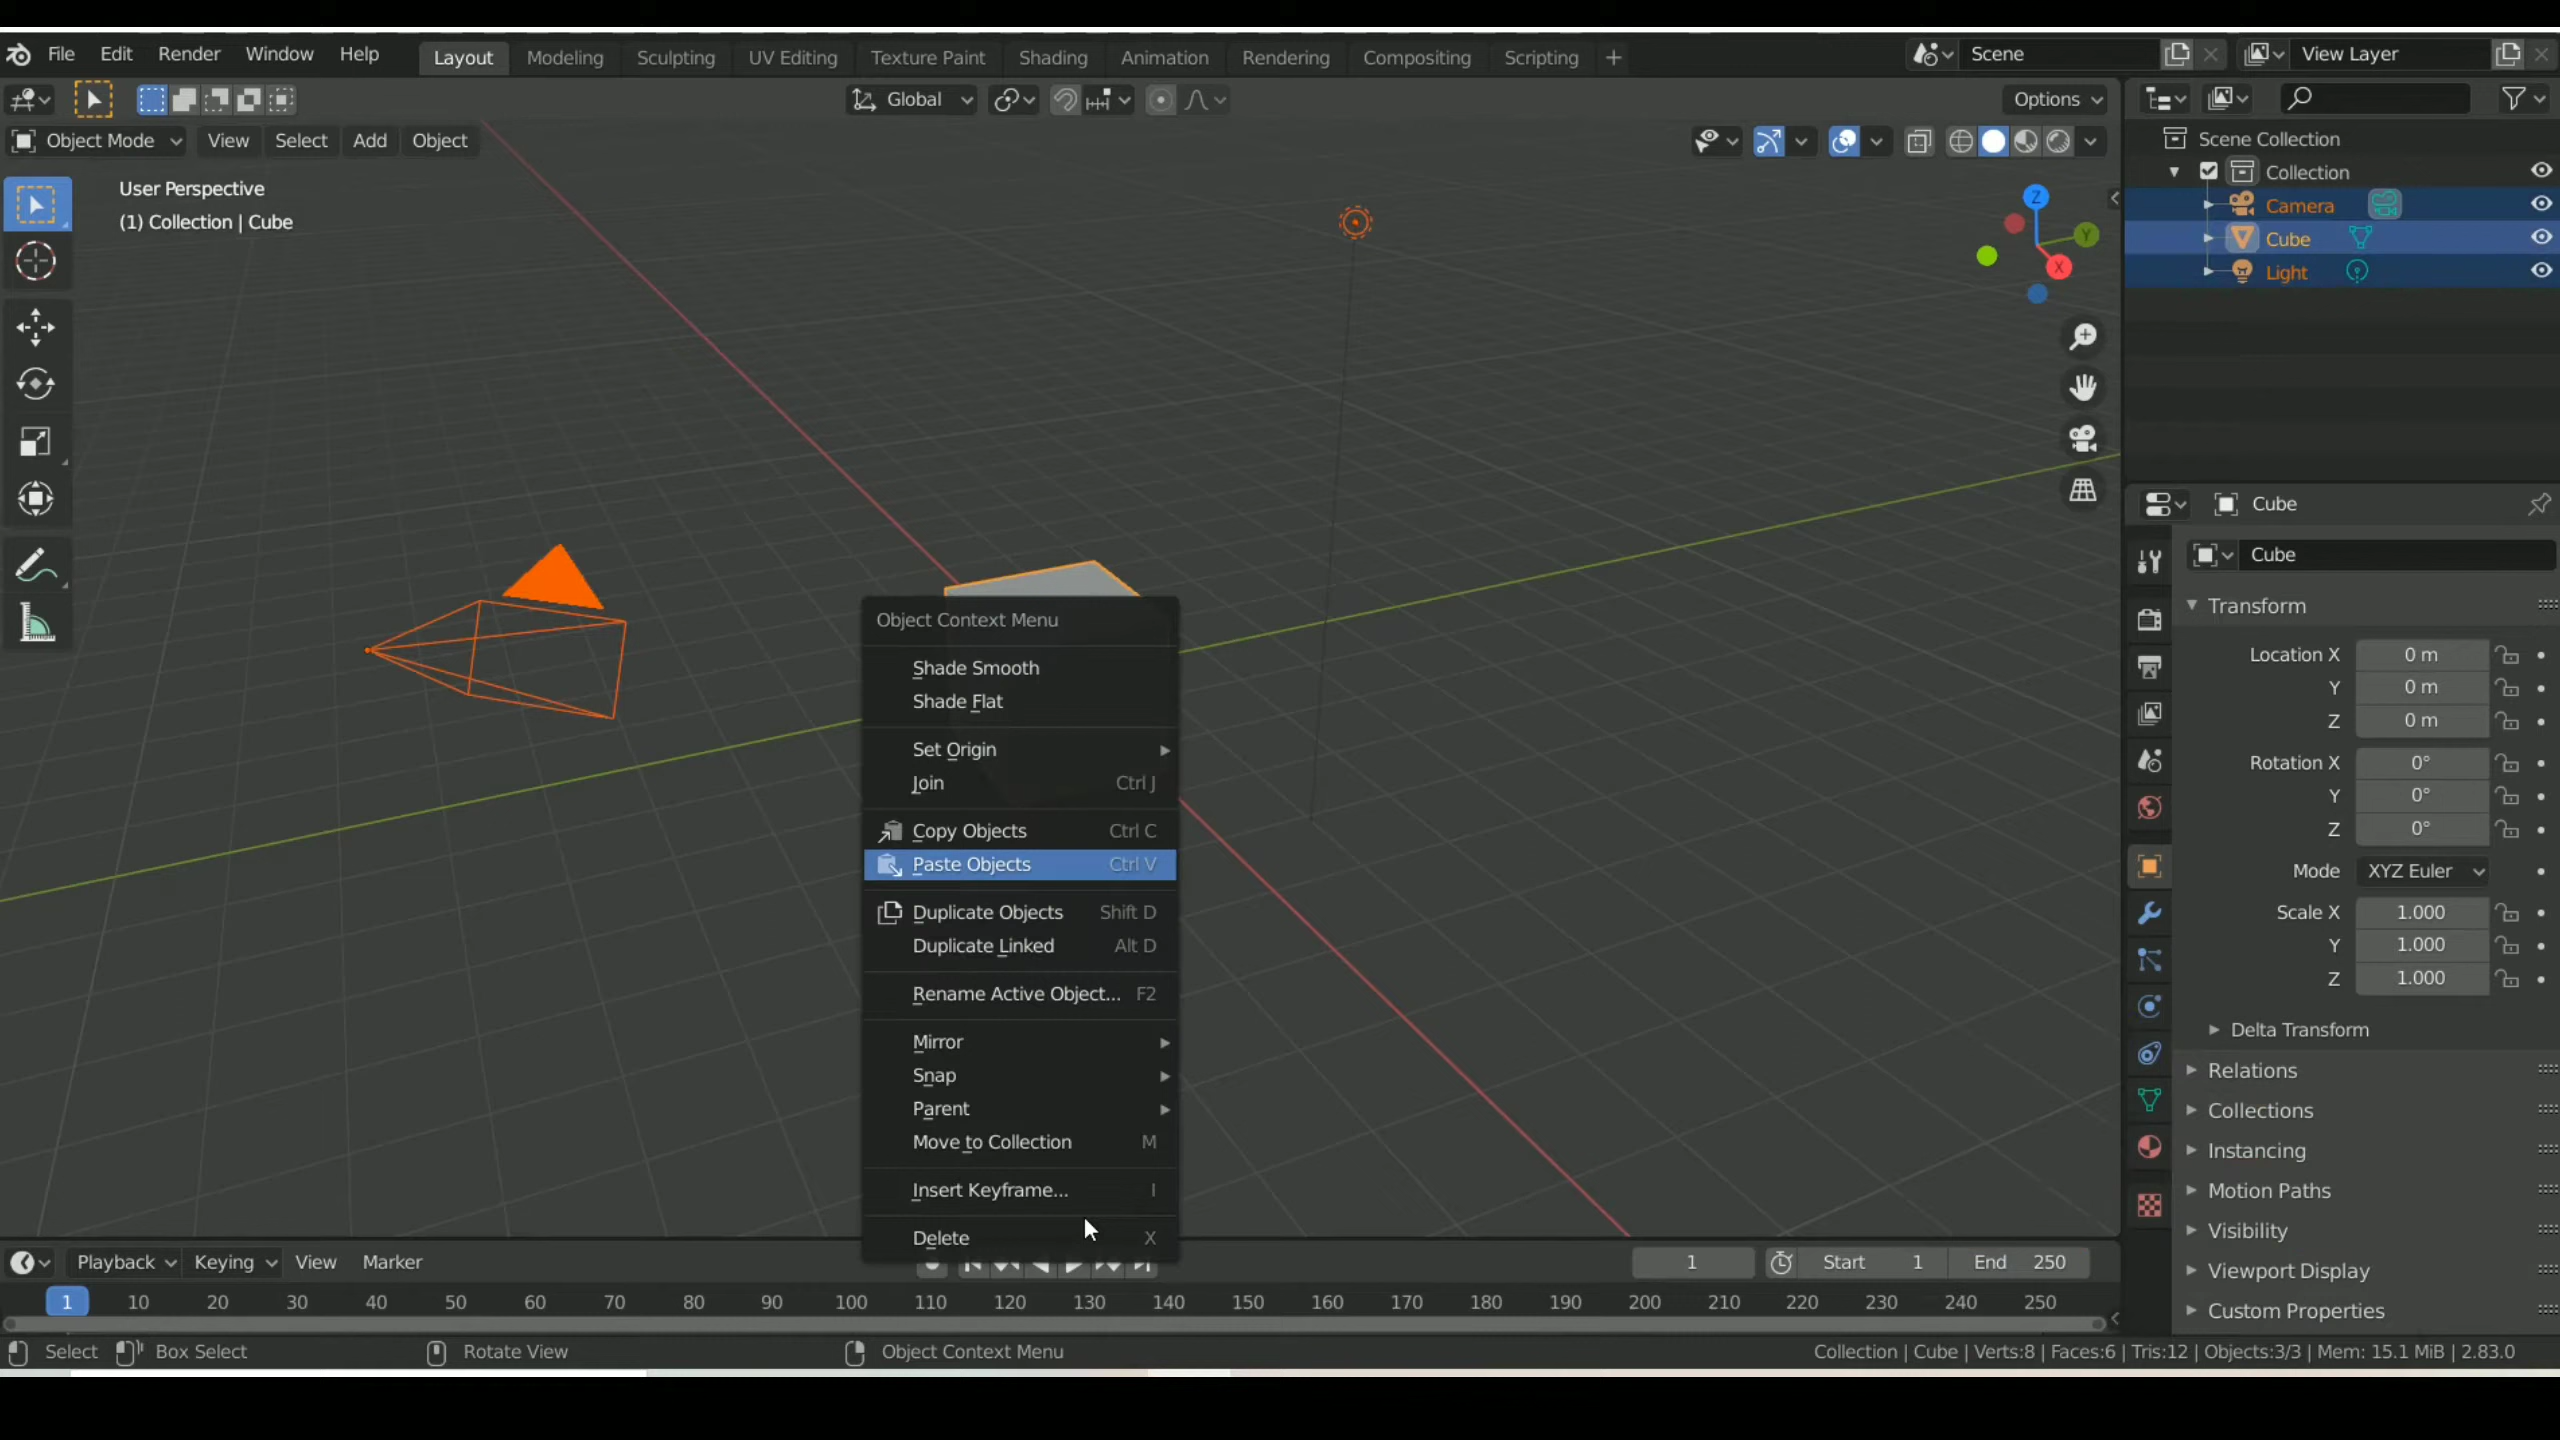 File Edit Render Window Help Layout Modeling Sculpting UV Editing Texture Paint Shading Animation Rendering Compositing Scripting + Scene View Layer
Global Options
Object Mode View Select Add Object
User Perspective
(1) Collection | Cube
Z
Y
X
Object Context Menu
Shade Smooth
Shade Flat
Set Origin
Join Ctrl J
Copy Objects Ctrl C
Paste Objects Ctrl V
Duplicate Objects Shift D
Duplicate Linked Alt D
Rename Active Object... F2
Mirror
Snap
Parent
Move to Collection M
Insert Keyframe... I
Delete X
Scene Collection
Collection
Camera
Cube
Light
Cube
Cube
Transform
Location X 0 m
Y 0 m
Z 0 m
Rotation X 0°
Y 0°
Z 0°
Mode XYZ Euler
Scale X 1.000
Y 1.000
Z 1.000
Delta Transform
Relations
Collections
Instancing
Motion Paths
Visibility
Viewport Display
Custom Properties
Playback Keying View Marker 1 Start 1 End 250
1 10 20 30 40 50 60 70 80 90 100 110 120 130 140 150 160 170 180 190 200 210 220 230 240 250
Select Box Select Rotate View Object Context Menu Collection | Cube | Verts:8 | Faces:6 | Tris:12 | Objects:3/3 | Mem: 15.1 MiB | 2.83.0